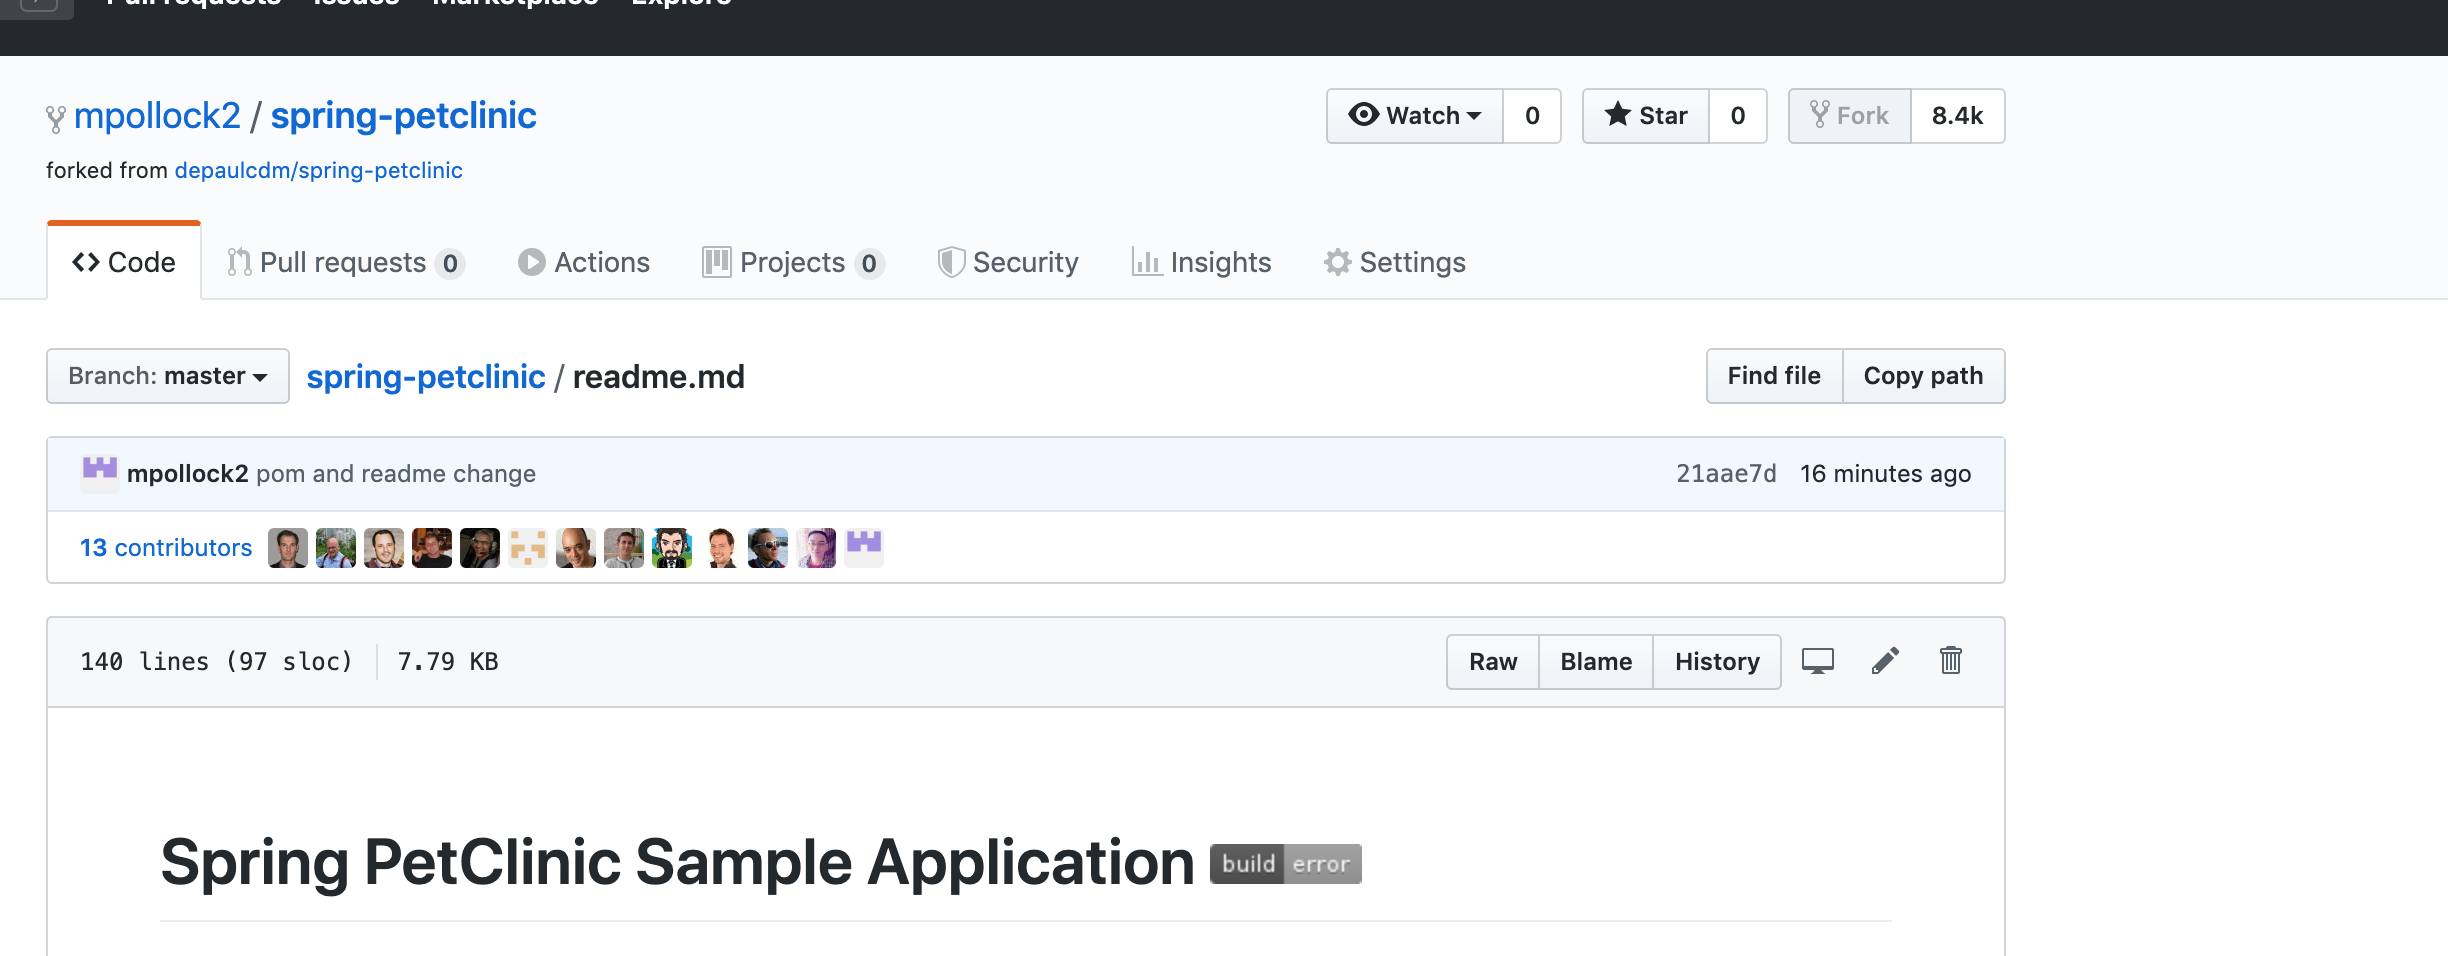 Pull requests Issues Marketplace Explore
mpollock2 / spring-petclinic
Watch 0 Star 0 Fork 8.4k
forked from depaulcdm/spring-petclinic
Code Pull requests 0 Actions Projects 0 Security Insights Settings
Branch: master spring-petclinic / readme.md Find file Copy path
mpollock2 pom and readme change 21aae7d 16 minutes ago
13 contributors
140 lines (97 sloc) 7.79 KB Raw Blame History
Spring PetClinic Sample Application build error